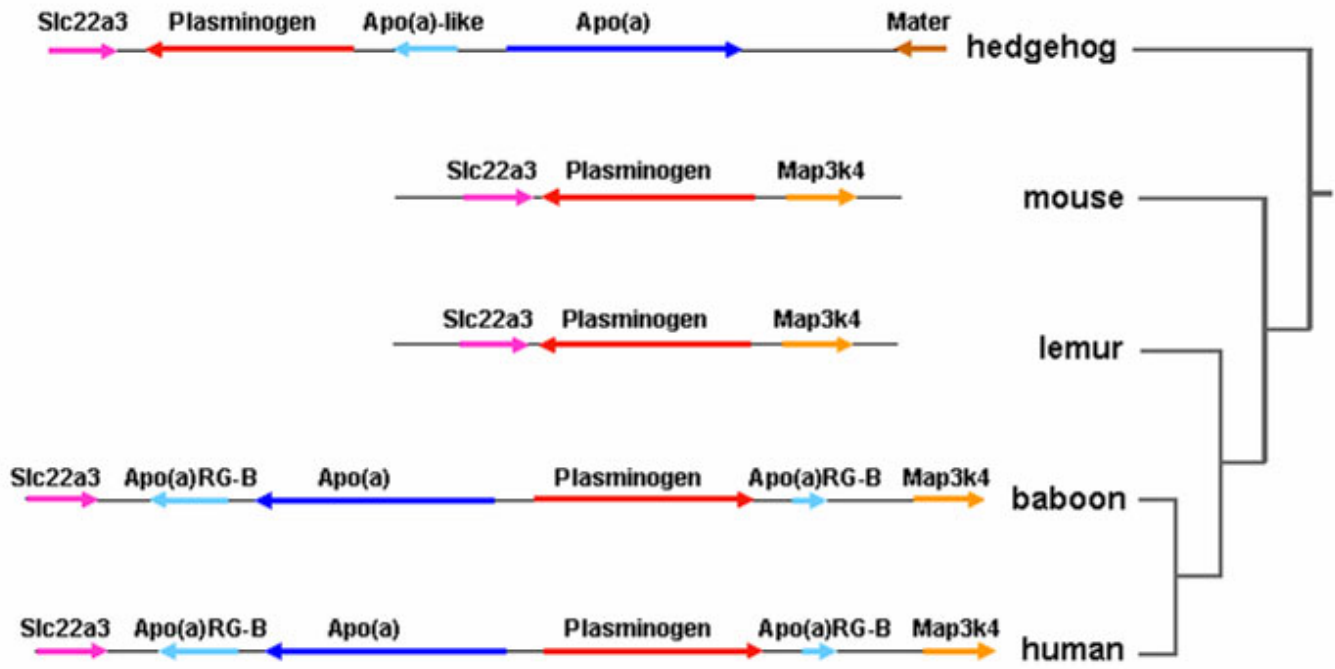 Slc22a3 Plasminogen Apo(a)-like Apo(a) Mater
hedgehog
Slc22a3 Plasminogen Map3k4
mouse
Slc22a3 Plasminogen Map3k4
lemur
Slc22a3 Apo(a)RG-B Apo(a) Plasminogen Apo(a)RG-B Map3k4
baboon
Slc22a3 Apo(a)RG-B Apo(a) Plasminogen Apo(a)RG-B Map3k4
human